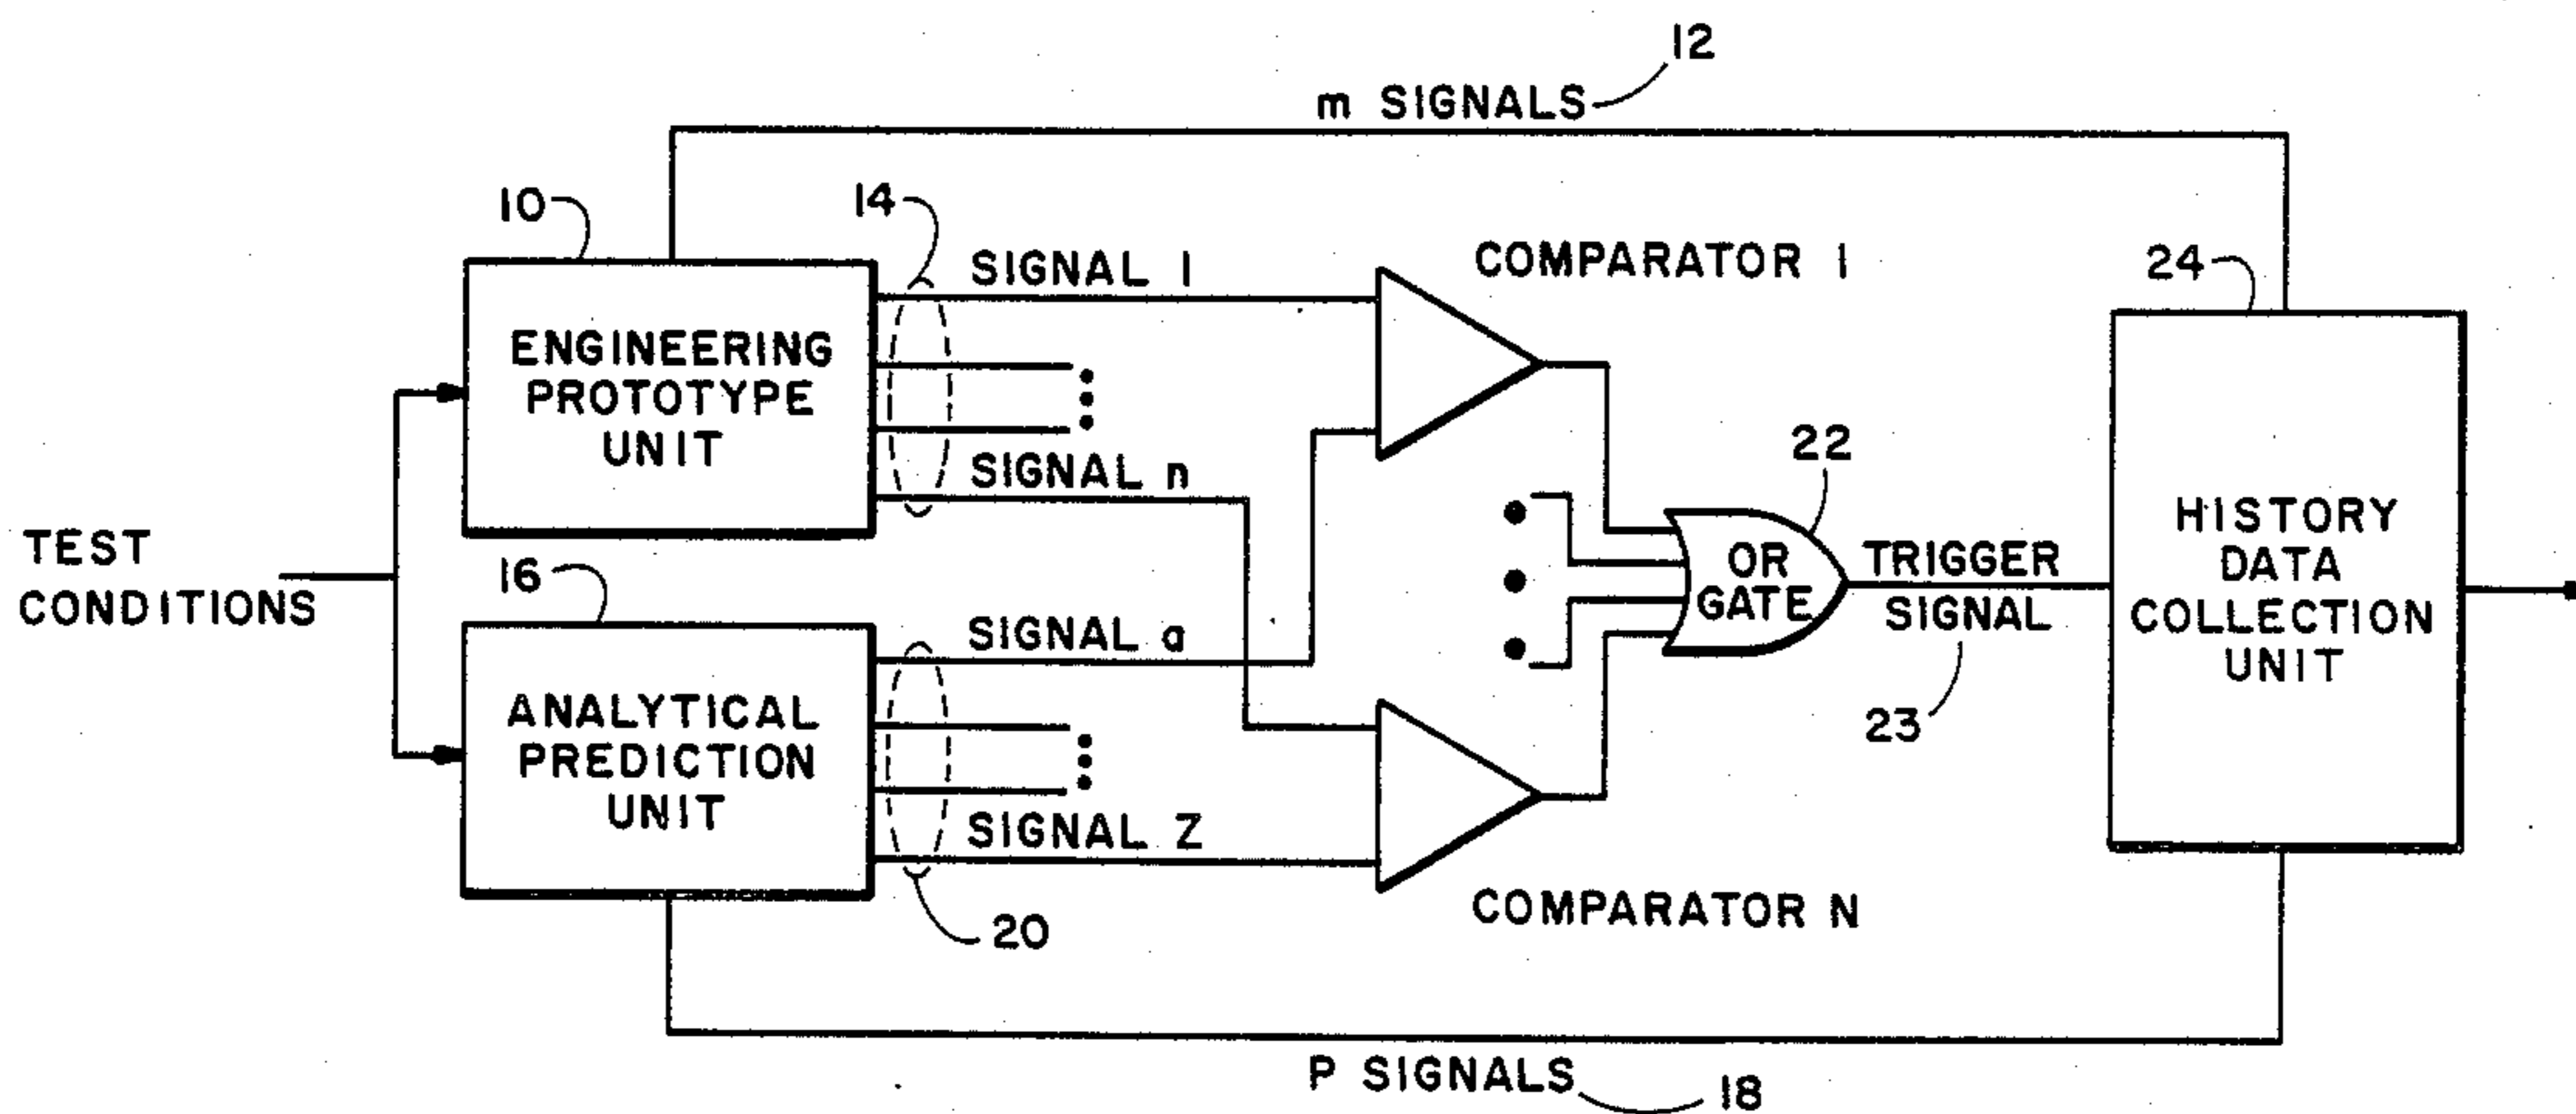 12
m SIGNALS
10
14
SIGNAL 1
COMPARATOR 1
24
ENGINEERING
PROTOTYPE
UNIT
SIGNAL n
22
TEST
CONDITIONS
16
OR
GATE
TRIGGER
SIGNAL
23
HISTORY
DATA
COLLECTION
UNIT
SIGNAL a
ANALYTICAL
PREDICTION
UNIT
SIGNAL Z
20
COMPARATOR N
P SIGNALS
18